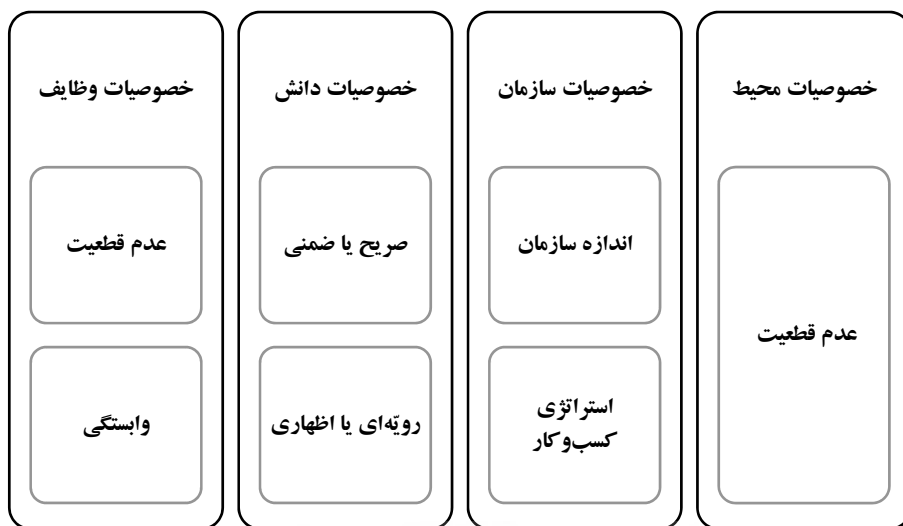 خصوصیات محیط
عدم قطعیت
خصوصیات سازمان
اندازه سازمان
استراتژی
کسب‌وکار
خصوصیات دانش
صریح یا ضمنی
رویّه‌ای یا اظهاری
خصوصیات وظایف
عدم قطعیت
وابستگی